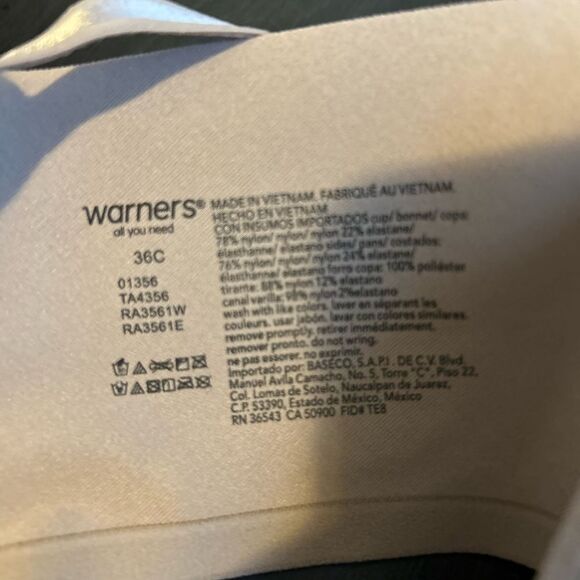 warners®
all you need
36C
01356
TA4356
RA3561W
RA3561E
MADE IN VIETNAM. FABRIQUÉ AU VIETNAM.
HECHO EN VIETNAM
CON INSUMOS IMPORTADOS cup/ bonnet/ copa:
78% nylon/ nylon/ nylon 22% elastane/
élasthanne/ elastano sides/ pans/ costados:
76% nylon/ nylon/ nylon 24% elastane/
élasthanne/ elastano forro copa: 100% poliéster
tirante: 88% nylon 12% elastano
canal varilla: 98% nylon 2%elastano
wash with like colors. laver en séparant les
couleurs. usar jabón. lavar con colores similares.
remove promptly. retirer immédiatement.
remover pronto. do not wring.
ne pas essorer. no exprimir.
Importado por: BASECO, S.A.P.I. DE C.V. Blvd.
Manuel Avila Camacho, No. 5, Torre "C", Piso 22,
Col. Lomas de Sotelo, Naucalpan de Juarez,
C.P. 53390, Estado de México, México
RN 36543 CA 50900 FID# TE8